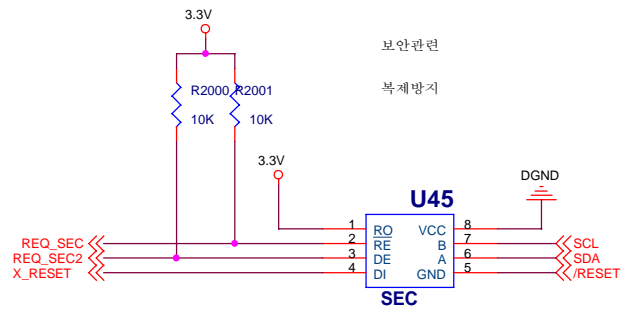 3.3V
보안관련
복제방지
R2000 R2001
10K 10K
3.3V
DGND
U45
1 RO VCC 8
REQ_SEC 2 RE B 7 SCL
REQ_SEC2 3 DE A 6 SDA
X_RESET 4 DI GND 5 /RESET
SEC